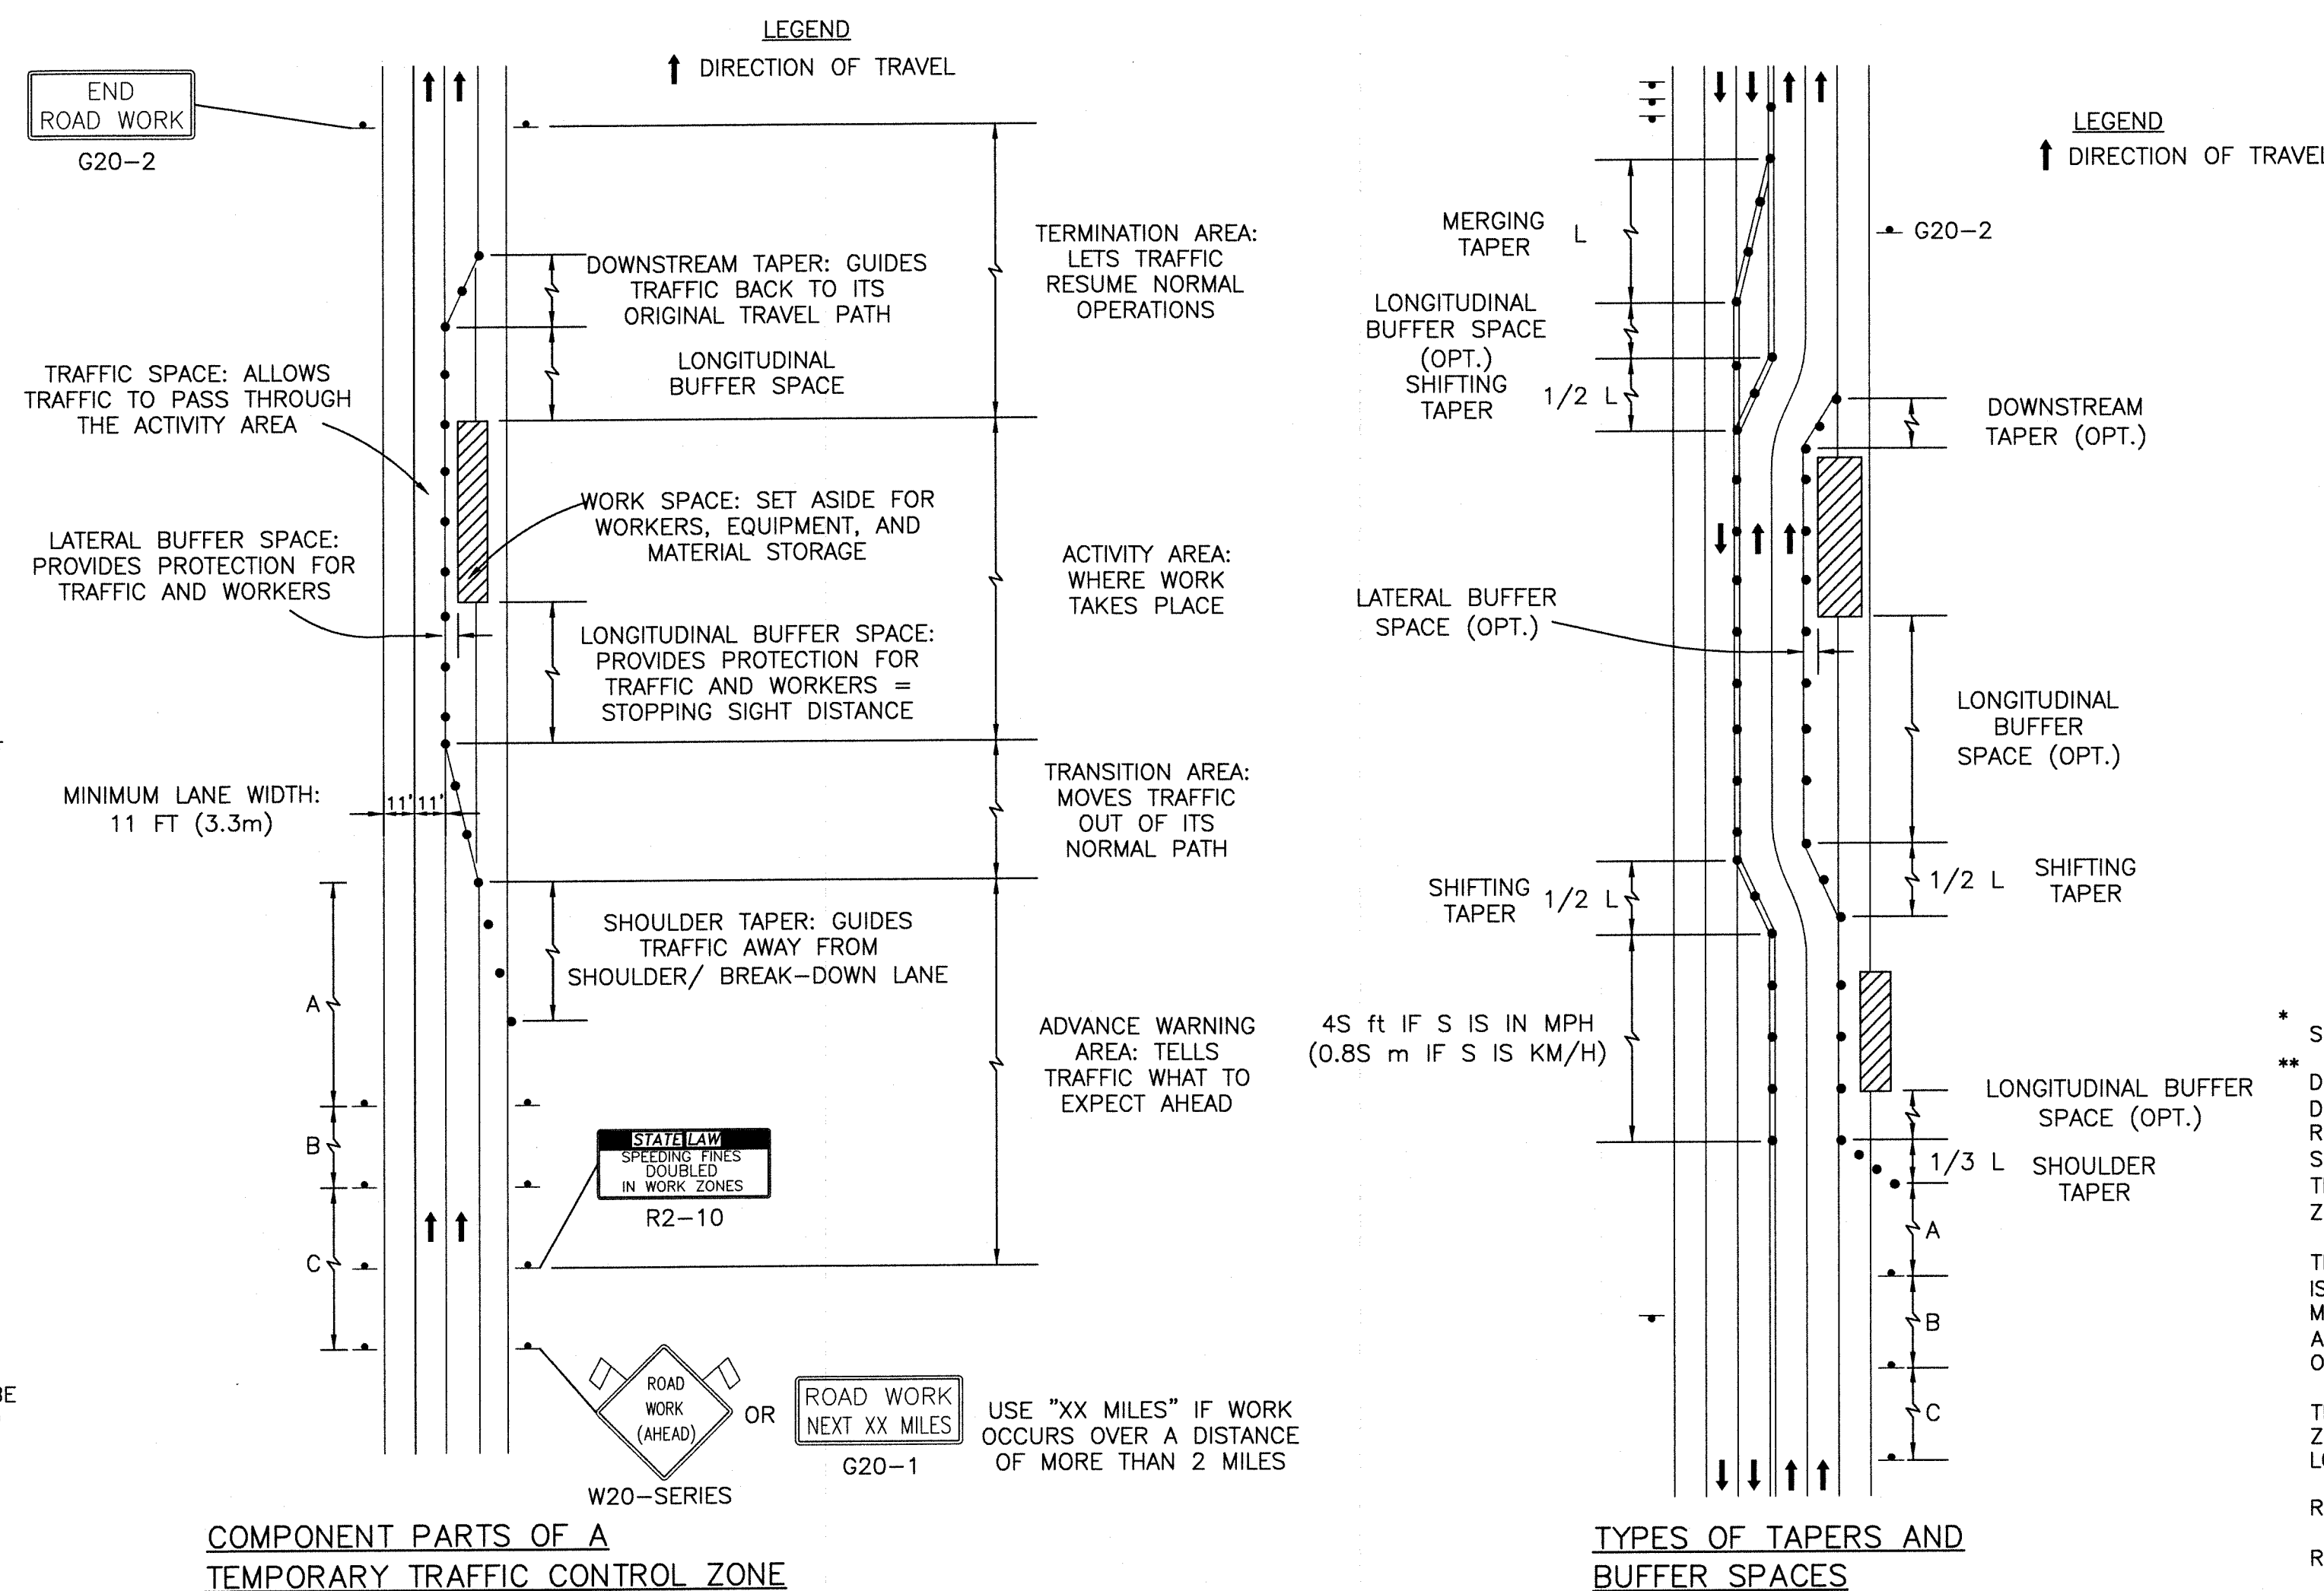 LEGEND
DIRECTION OF TRAVEL
END
ROAD WORK
G20-2
DOWNSTREAM TAPER: GUIDES
TRAFFIC BACK TO ITS
ORIGINAL TRAVEL PATH
TERMINATION AREA:
LETS TRAFFIC
RESUME NORMAL
OPERATIONS
LONGITUDINAL
BUFFER SPACE
TRAFFIC SPACE: ALLOWS
TRAFFIC TO PASS THROUGH
THE ACTIVITY AREA
WORK SPACE: SET ASIDE FOR
WORKERS, EQUIPMENT, AND
MATERIAL STORAGE
LATERAL BUFFER SPACE:
PROVIDES PROTECTION FOR
TRAFFIC AND WORKERS
ACTIVITY AREA:
WHERE WORK
TAKES PLACE
LONGITUDINAL BUFFER SPACE:
PROVIDES PROTECTION FOR
TRAFFIC AND WORKERS =
STOPPING SIGHT DISTANCE
MINIMUM LANE WIDTH:
11 FT (3.3m)
11' 11'
TRANSITION AREA:
MOVES TRAFFIC
OUT OF ITS
NORMAL PATH
SHOULDER TAPER: GUIDES
TRAFFIC AWAY FROM
SHOULDER/ BREAK-DOWN LANE
A
B
C
ADVANCE WARNING
AREA: TELLS
TRAFFIC WHAT TO
EXPECT AHEAD
STATE LAW
SPEEDING FINES
DOUBLED
IN WORK ZONES
R2-10
ROAD
WORK
(AHEAD)
W20-SERIES
OR
ROAD WORK
NEXT XX MILES
G20-1
USE "XX MILES" IF WORK
OCCURS OVER A DISTANCE
OF MORE THAN 2 MILES
BE
COMPONENT PARTS OF A
TEMPORARY TRAFFIC CONTROL ZONE
LEGEND
DIRECTION OF TRAVEL
G20-2
MERGING
TAPER
L
LONGITUDINAL
BUFFER SPACE
(OPT.)
SHIFTING
TAPER
1/2 L
DOWNSTREAM
TAPER (OPT.)
LATERAL BUFFER
SPACE (OPT.)
LONGITUDINAL
BUFFER
SPACE (OPT.)
SHIFTING
TAPER
1/2 L
1/2 L
SHIFTING
TAPER
4S ft IF S IS IN MPH
(0.8S m IF S IS KM/H)
LONGITUDINAL BUFFER
SPACE (OPT.)
1/3 L
SHOULDER
TAPER
A
B
C
TYPES OF TAPERS AND
BUFFER SPACES
*
S
**
D
D
R
S
T
Z
T
IS
M
A
O
T
Z
L
R
R